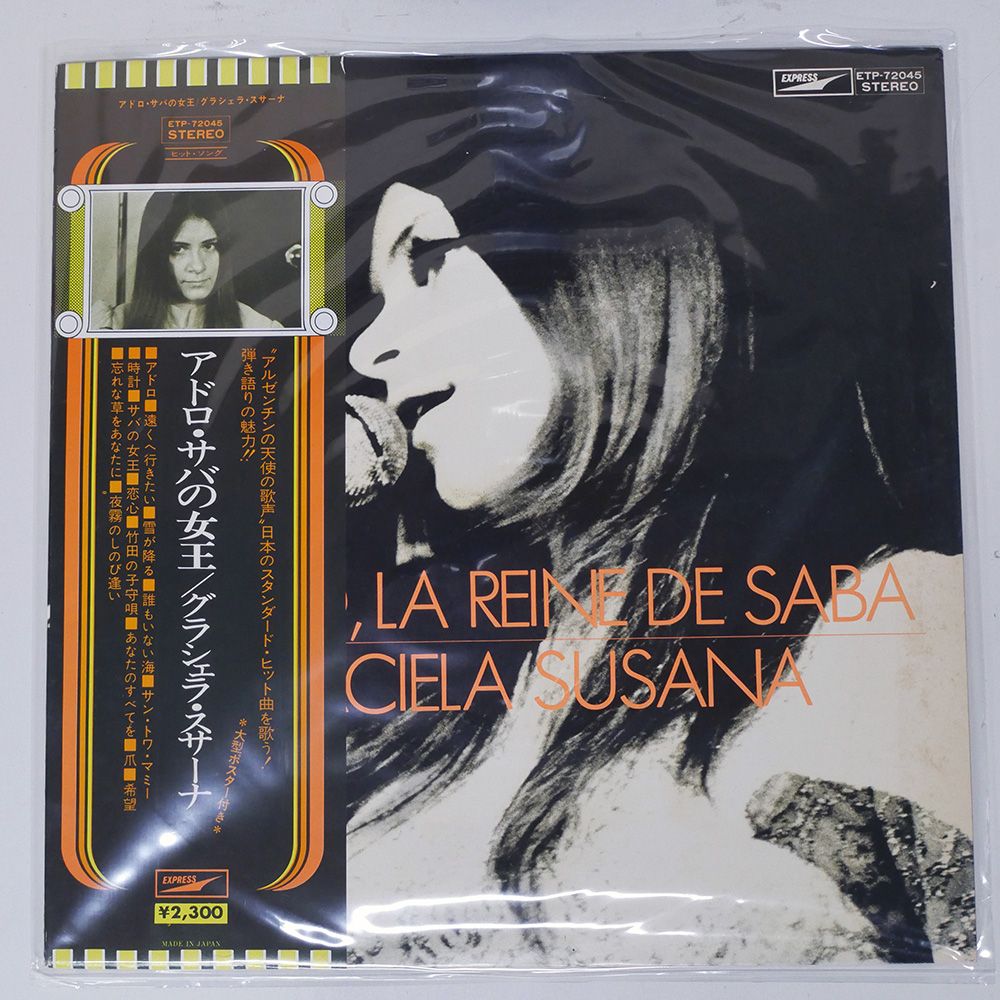 アドロ・サバの女王/グラシェラ・スサーナ
ETP-72045
STEREO
ヒット・ソング
"アルゼンチンの天使の歌声"日本のスタンダード・ヒット曲を歌う!
弾き語りの魅力!!
*大型ポスター付き*
アドロ・サバの女王/グラシェラ・スサーナ
■アドロ■遠くへ行きたい■雪が降る■誰もいない海■サン・トワ・マミー
■時計■サバの女王■恋心■竹田の子守唄■あなたのすべてを■爪■希望
■忘れな草をあなたに■夜霧のしのび逢い
EXPRESS
¥2,300
MADE IN JAPAN
EXPRESS
ETP-72045
STEREO
, LA REINE DE SABA
CIELA SUSANA